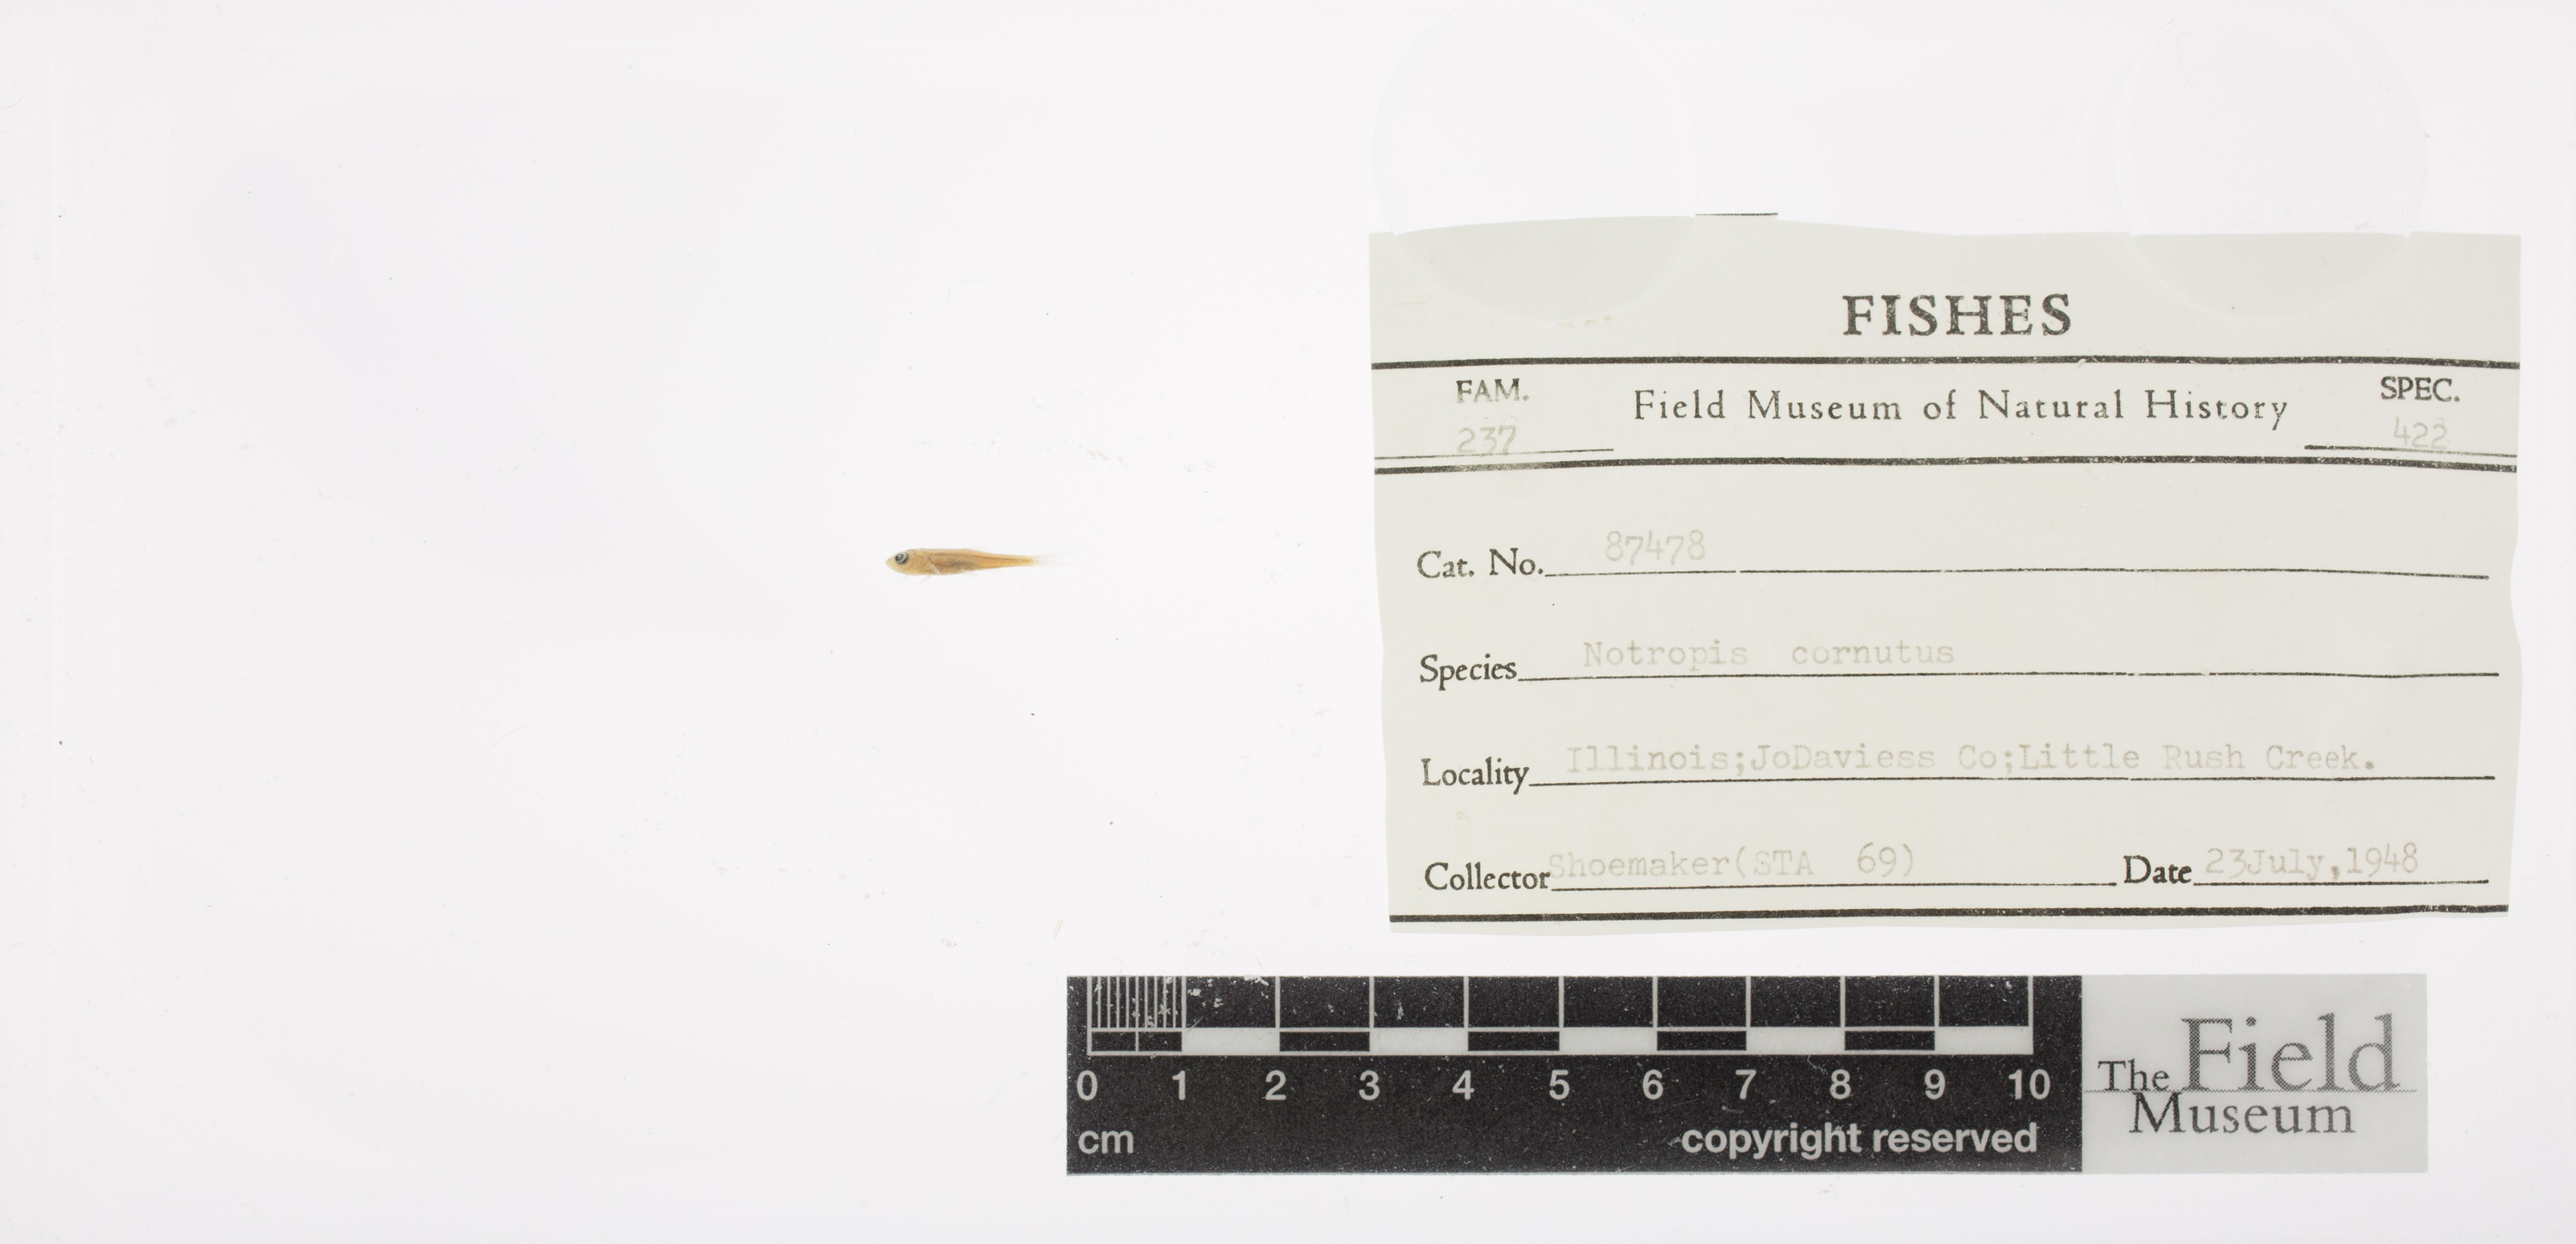 FISHES
FAM. Field Museum of Natural History SPEC.
237 422
Cat. No. 87478
Species Notropis cornutus
Locality Illinois;JoDaviess Co;Little Rush Creek.
Collector Shoemaker(STA 69) Date 23July,1948
0 1 2 3 4 5 6 7 8 9 10
cm copyright reserved
The Field
Museum